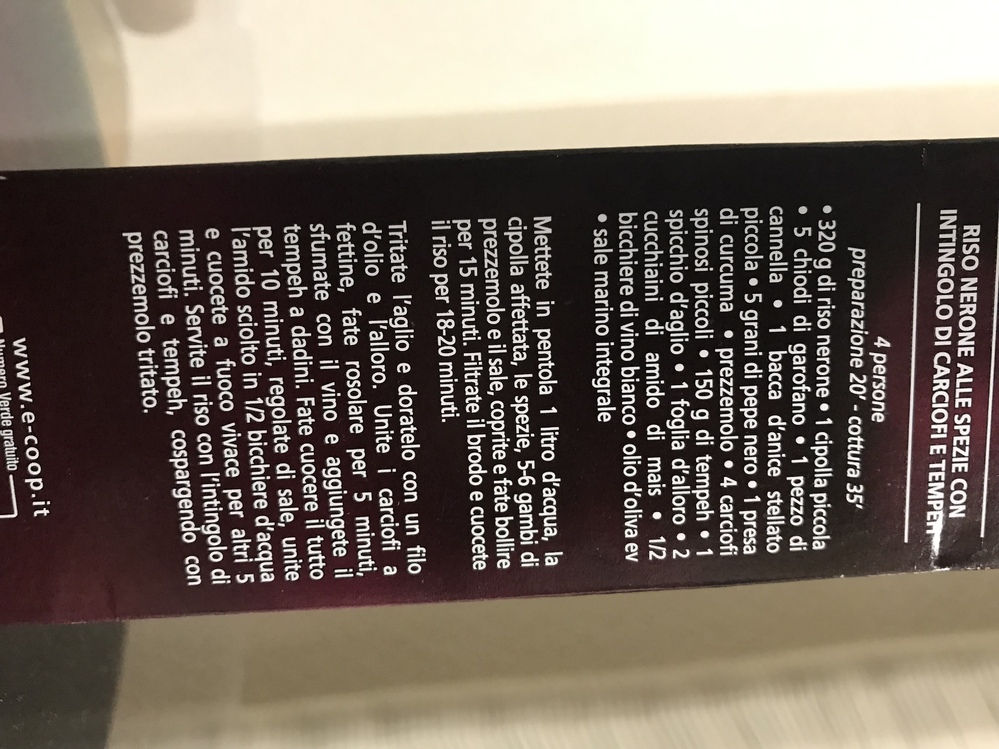 RISO NERONE ALLE SPEZIE CON
INTINGOLO DI CARCIOFI E TEMPEH
4 persone
preparazione 20' - cottura 35'
• 320 g di riso nerone • 1 cipolla piccola
• 5 chiodi di garofano • 1 pezzo di
cannella • 1 bacca d'anice stellato
piccola • 5 grani di pepe nero • 1 presa
di curcuma • prezzemolo • 4 carciofi
spinosi piccoli • 150 g di tempeh • 1
spicchio d'aglio • 1 foglia d'alloro • 2
cucchiaini di amido di mais • 1/2
bicchiere di vino bianco • olio d'oliva ev
• sale marino integrale
Mettete in pentola 1 litro d'acqua, la
cipolla affettata, le spezie, 5-6 gambi di
prezzemolo e il sale, coprite e fate bollire
per 15 minuti. Filtrate il brodo e cuocete
il riso per 18-20 minuti.
Tritate l'aglio e doratelo con un filo
d'olio e l'alloro. Unite i carciofi a
fettine, fate rosolare per 5 minuti,
sfumate con il vino e aggiungete il
tempeh a dadini. Fate cuocere il tutto
per 10 minuti, regolate di sale, unite
l'amido sciolto in 1/2 bicchiere d'acqua
e cuocete a fuoco vivace per altri 5
minuti. Servite il riso con l'intingolo di
carciofi e tempeh, cospargendo con
prezzemolo tritato.
www.e-coop.it
Numero Verde gratuito